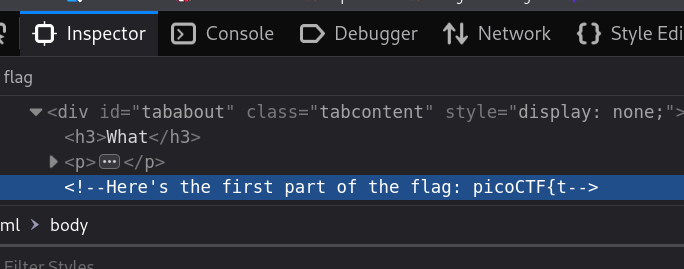 Inspector Console Debugger Network Style Edi
flag
<div id="tababout" class="tabcontent" style="display: none;">
<h3>What</h3>
<p>…</p>
<!--Here's the first part of the flag: picoCTF{t-->
ml > body
Filter Styles